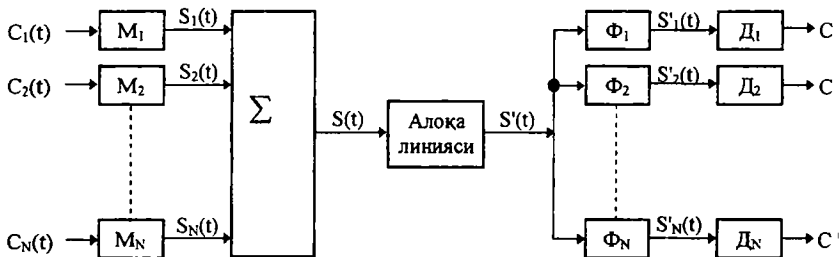 C₁(t) M₁ S₁(t) Φ₁ S'₁(t) Д₁ C
C₂(t) M₂ S₂(t) Φ₂ S'₂(t) Д₂ C
Σ
S(t) Алоқа линияси S'(t)
C_N(t) M_N S_N(t) Φ_N S'_N(t) Д_N C'